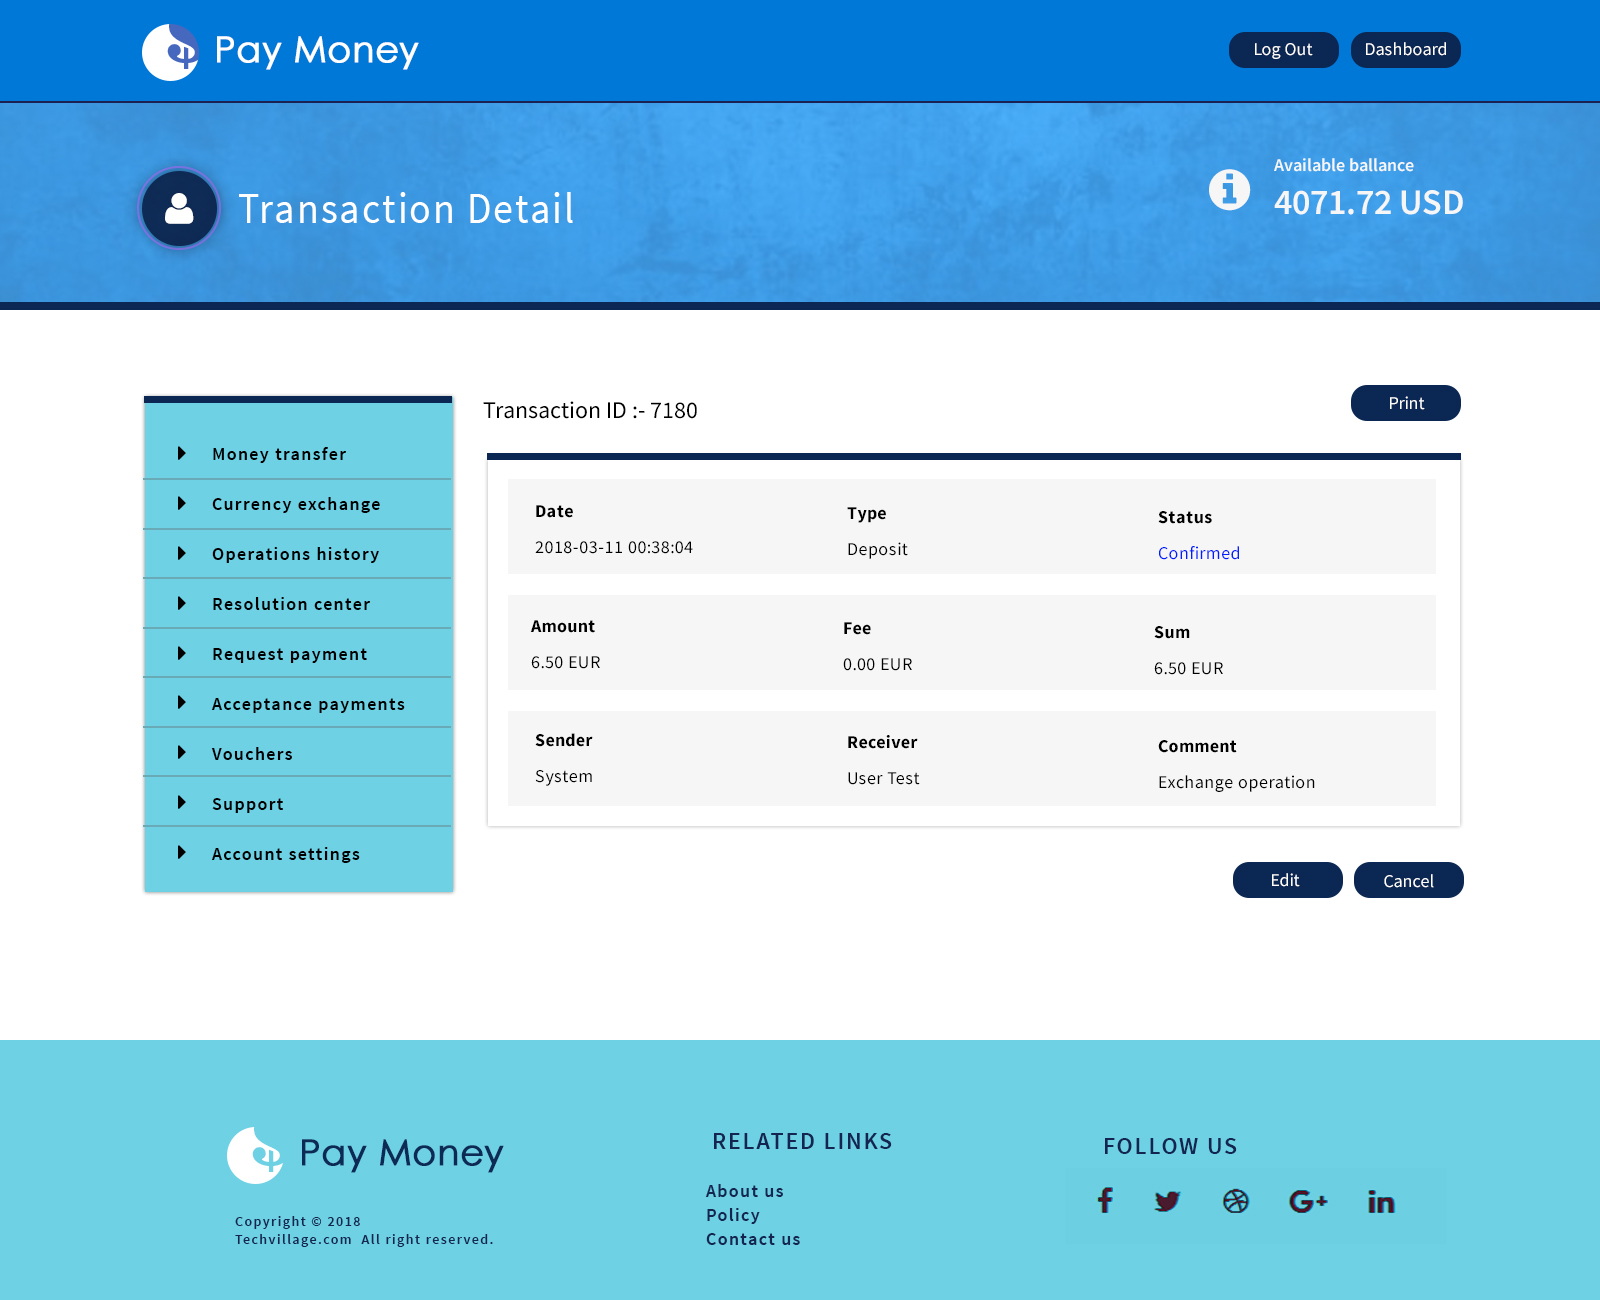 Pay Money
Log Out
Dashboard
Transaction Detail
Available ballance
4071.72 USD
Transaction ID :- 7180
Print
Money transfer
Currency exchange
Operations history
Resolution center
Request payment
Acceptance payments
Vouchers
Support
Account settings
Date
2018-03-11 00:38:04
Type
Deposit
Status
Confirmed
Amount
6.50 EUR
Fee
0.00 EUR
Sum
6.50 EUR
Sender
System
Receiver
User Test
Comment
Exchange operation
Edit
Cancel
Pay Money
Copyright © 2018
Techvillage.com All right reserved.
RELATED LINKS
About us
Policy
Contact us
FOLLOW US